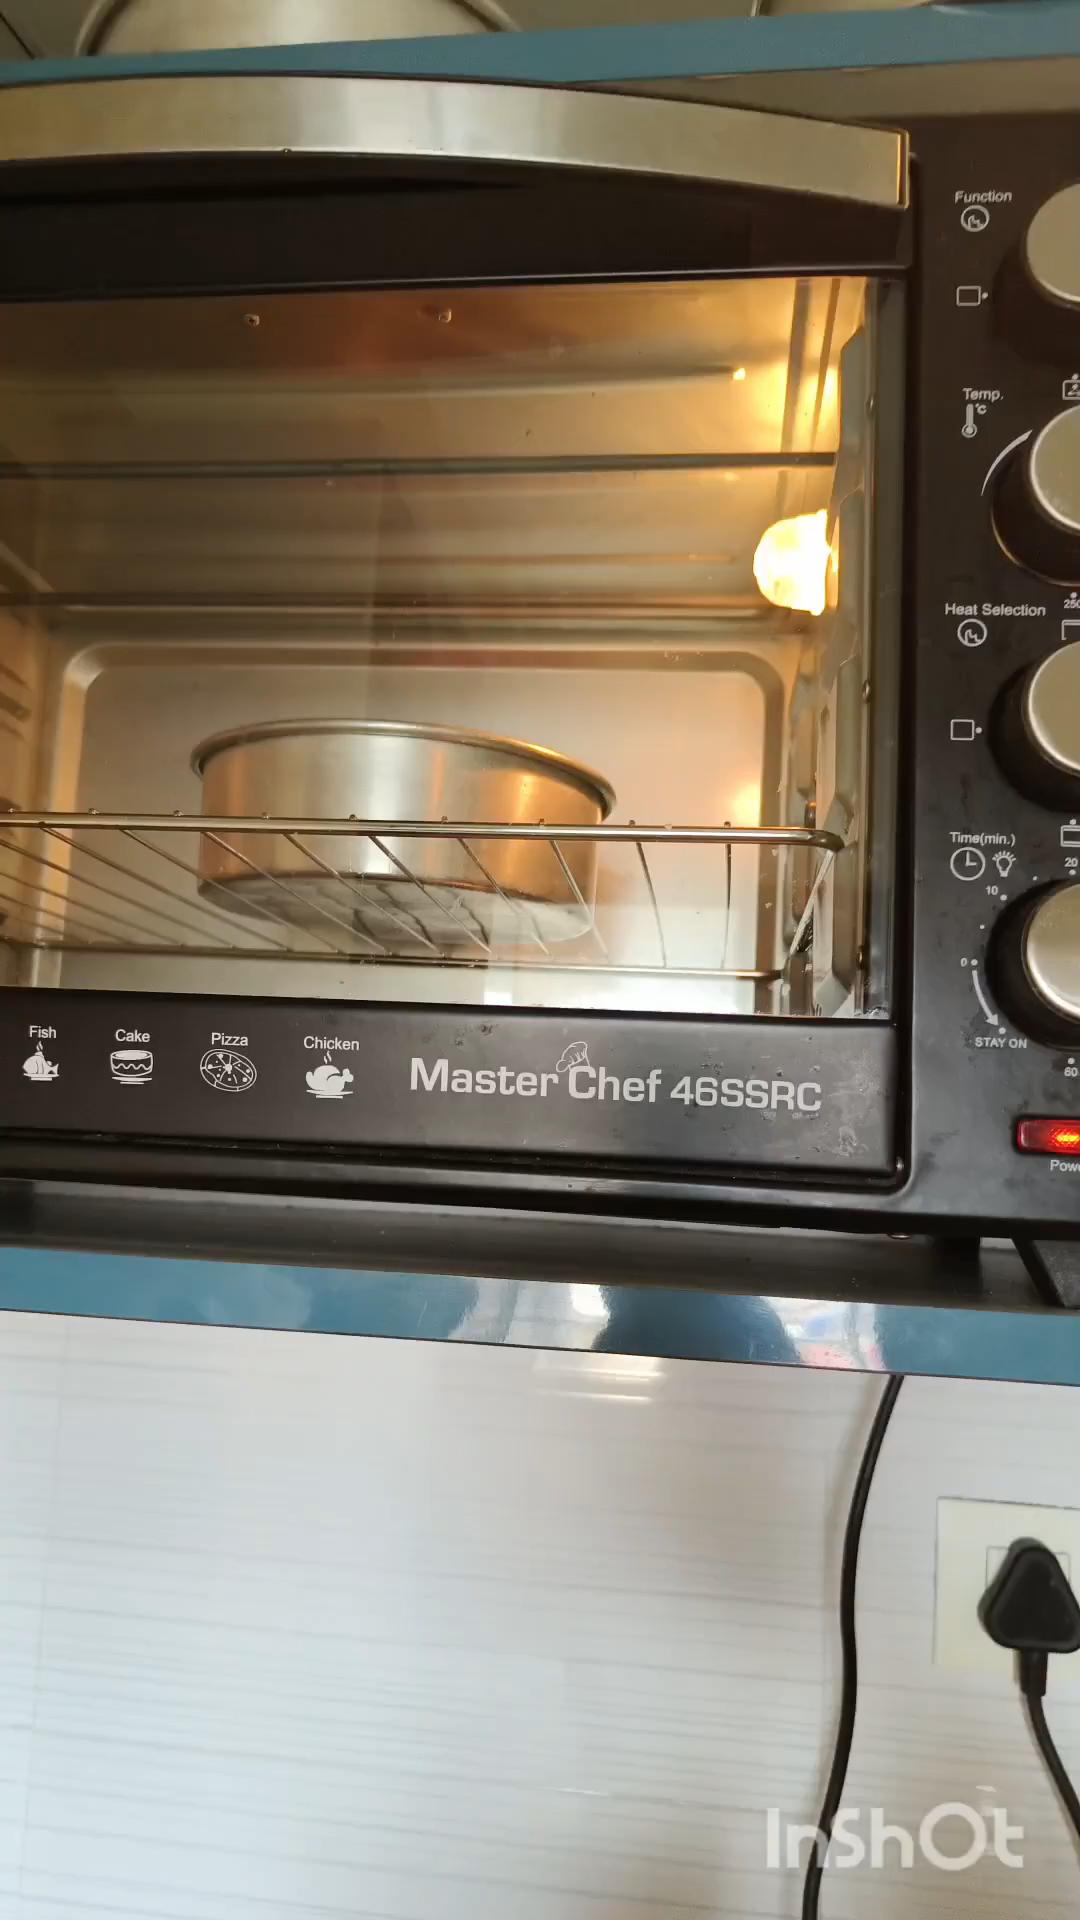 Function
Temp.
°C
250
Heat Selection
Time(min.)
20
10
0
STAY ON
60
Fish
Cake
Pizza
Chicken
Master Chef 46SSRC
InShOt